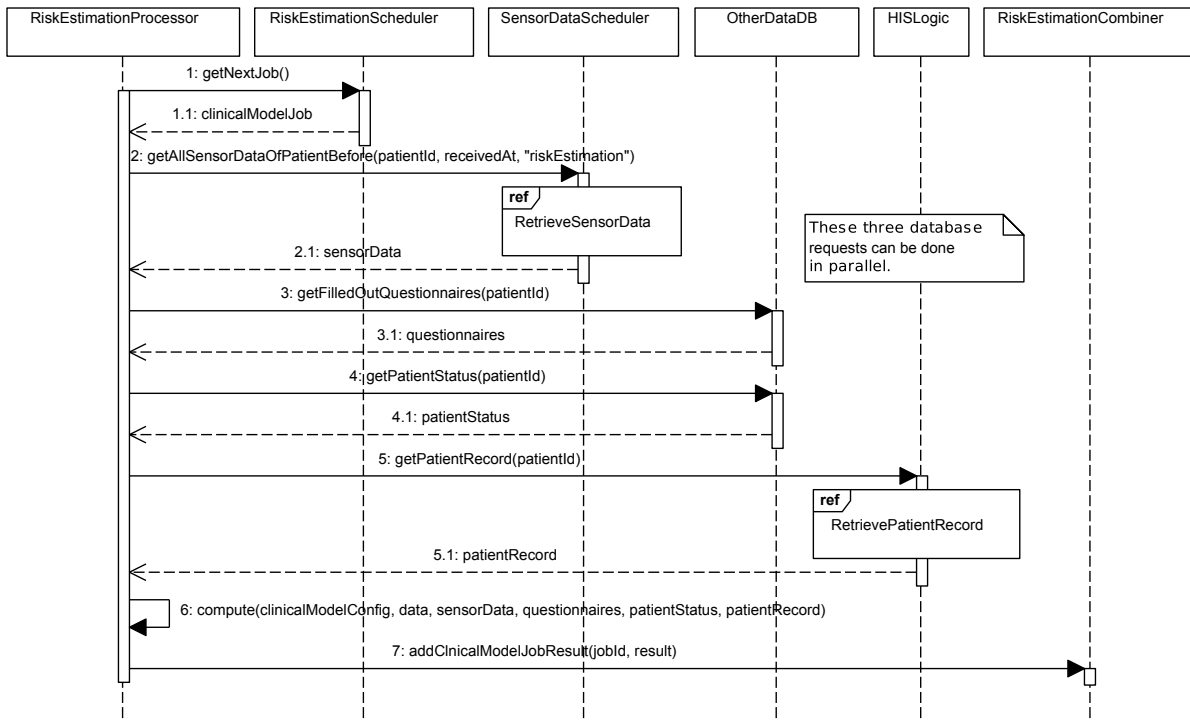 RiskEstimationProcessor
RiskEstimationScheduler
SensorDataScheduler
OtherDataDB
HISLogic
RiskEstimationCombiner
1: getNextJob()
1.1: clinicalModelJob
2: getAllSensorDataOfPatientBefore(patientId, receivedAt, "riskEstimation")
ref
RetrieveSensorData
These three database
requests can be done
in parallel.
2.1: sensorData
3: getFilledOutQuestionnaires(patientId)
3.1: questionnaires
4: getPatientStatus(patientId)
4.1: patientStatus
5: getPatientRecord(patientId)
ref
RetrievePatientRecord
5.1: patientRecord
6: compute(clinicalModelConfig, data, sensorData, questionnaires, patientStatus, patientRecord)
7: addClnicalModelJobResult(jobId, result)